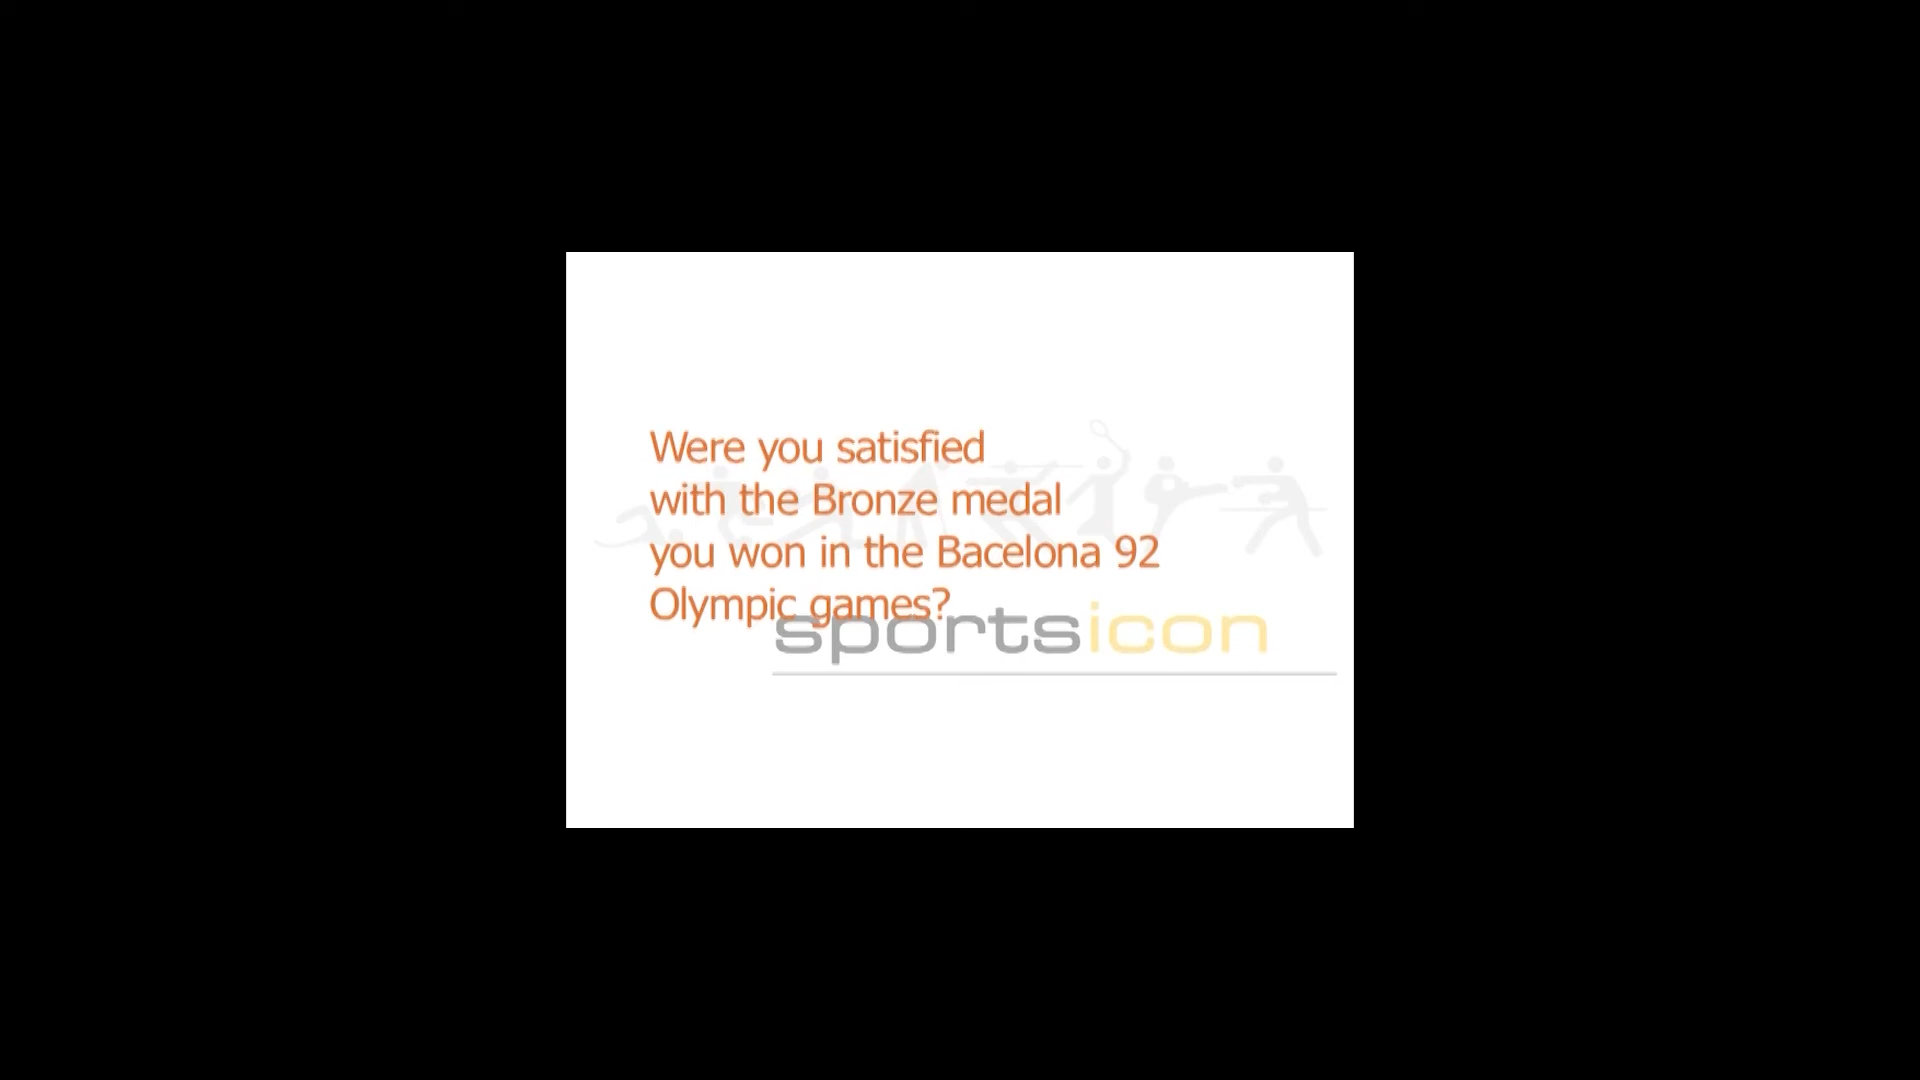 Were you satisfied
with the Bronze medal
you won in the Bacelona 92
Olympic games?
sportsicon